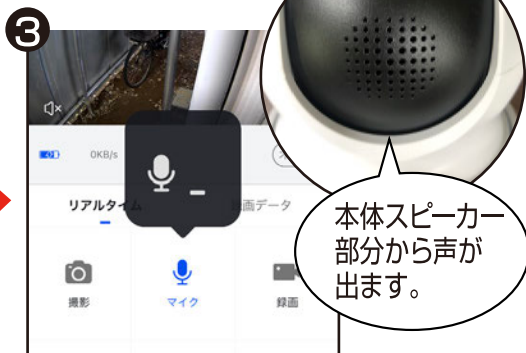 3
0KB/s
リアルタイム
画データ
撮影
マイク
録画
本体スピーカー
部分から声が
出ます。